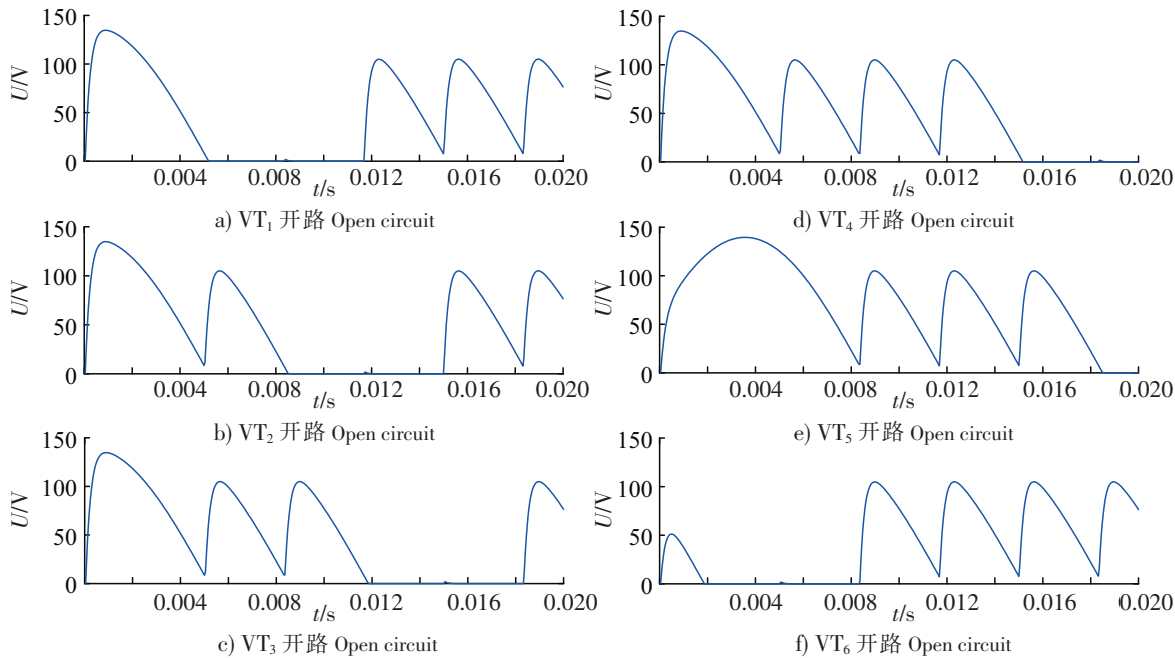 150
100
50
0
U/V
0.004 0.008 0.012 0.016 0.020
t/s
a) VT₁ 开路 Open circuit
150
100
50
0
U/V
0.004 0.008 0.012 0.016 0.020
t/s
b) VT₂ 开路 Open circuit
150
100
50
0
U/V
0.004 0.008 0.012 0.016 0.020
t/s
c) VT₃ 开路 Open circuit
150
100
50
0
U/V
0.004 0.008 0.012 0.016 0.020
t/s
d) VT₄ 开路 Open circuit
150
100
50
0
U/V
0.004 0.008 0.012 0.016 0.020
t/s
e) VT₅ 开路 Open circuit
150
100
50
0
U/V
0.004 0.008 0.012 0.016 0.020
t/s
f) VT₆ 开路 Open circuit